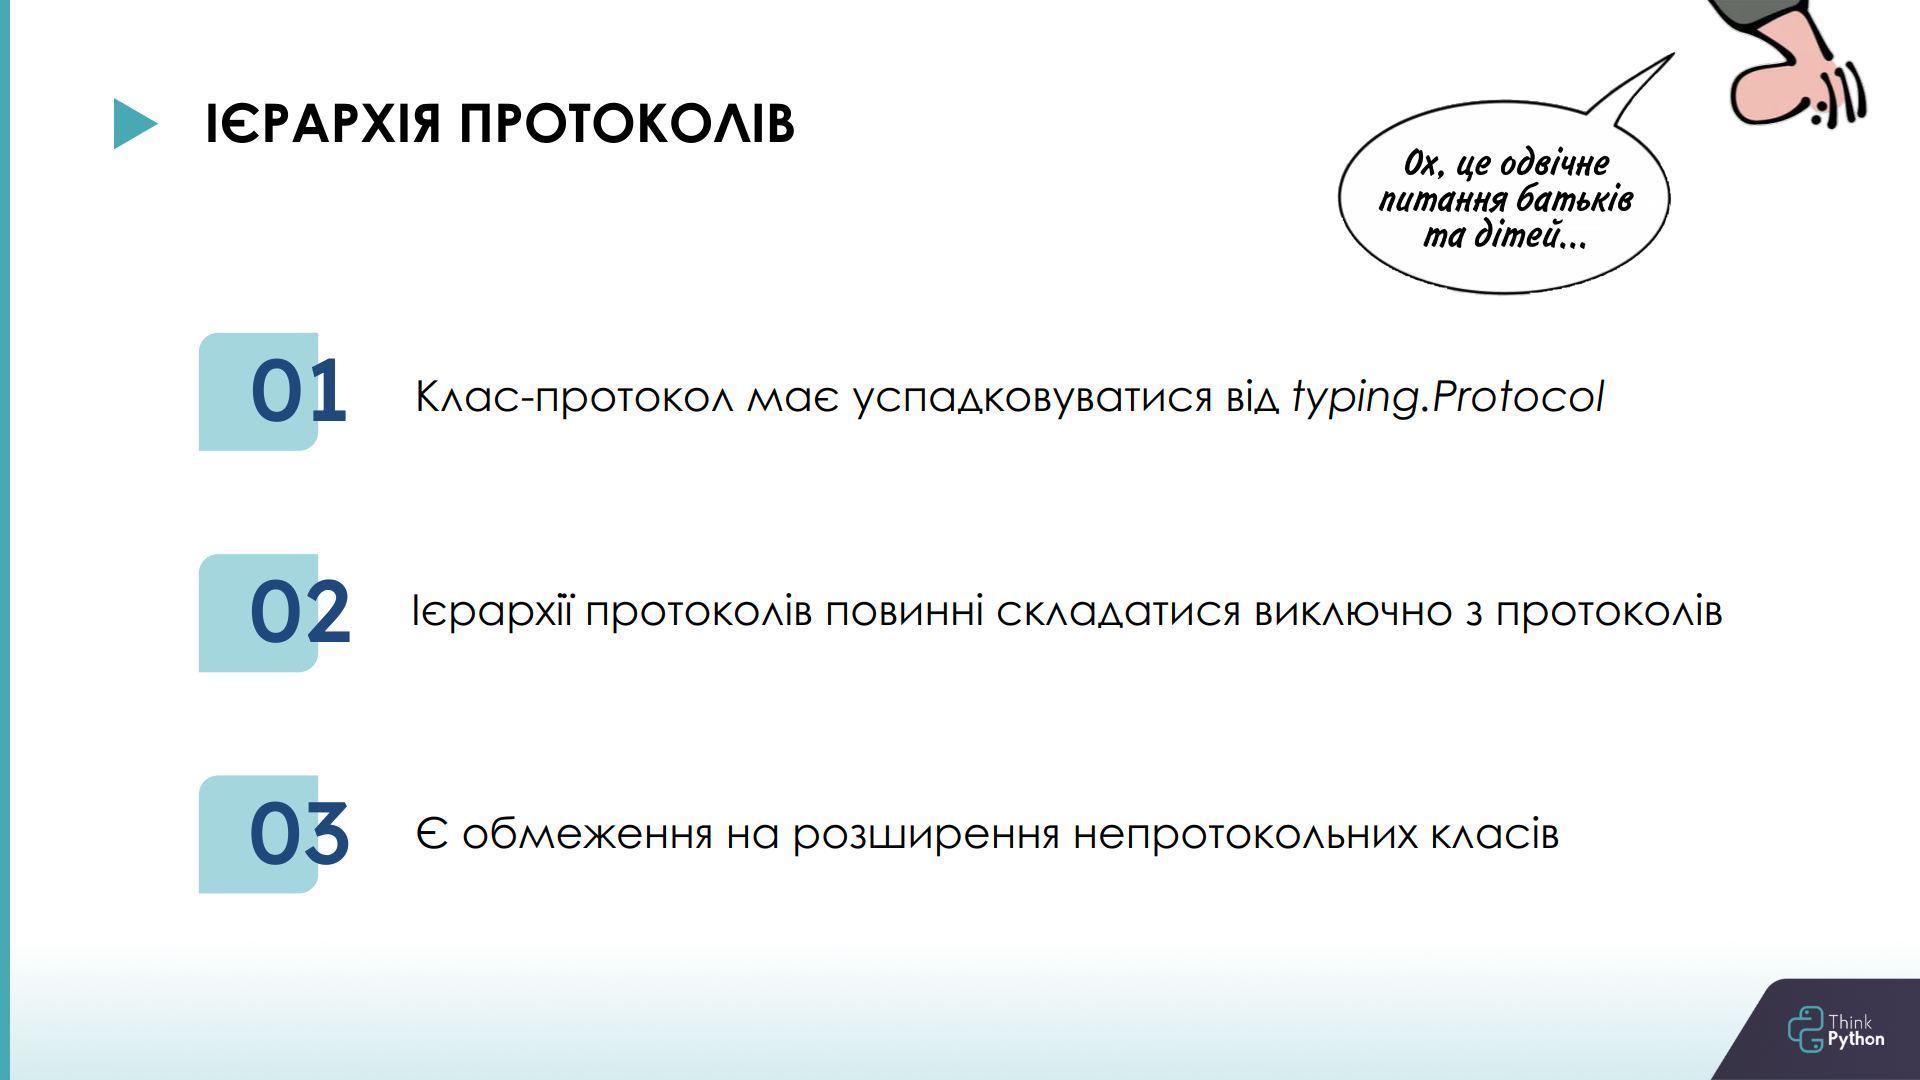 ІЄРАРХІЯ ПРОТОКОЛІВ
Ох, це одвічне
питання батьків
та дітей...
01
Клас-протокол має успадковуватися від typing.Protocol
02
Ієрархії протоколів повинні складатися виключно з протоколів
03
Є обмеження на розширення непротокольних класів
Think
Python